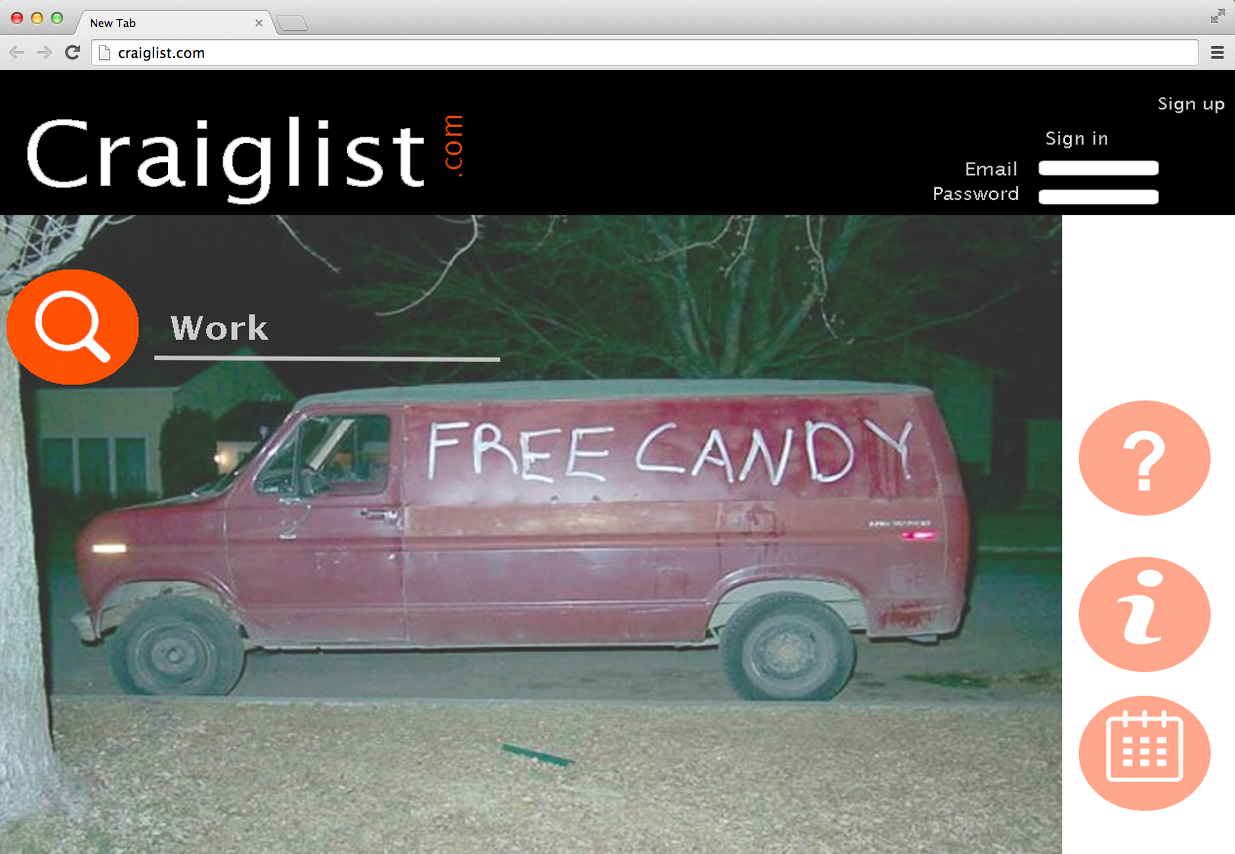 New Tab
craiglist.com
Craiglist .com
Sign up
Sign in
Email
Password
Work
FREE CANDY
?
i